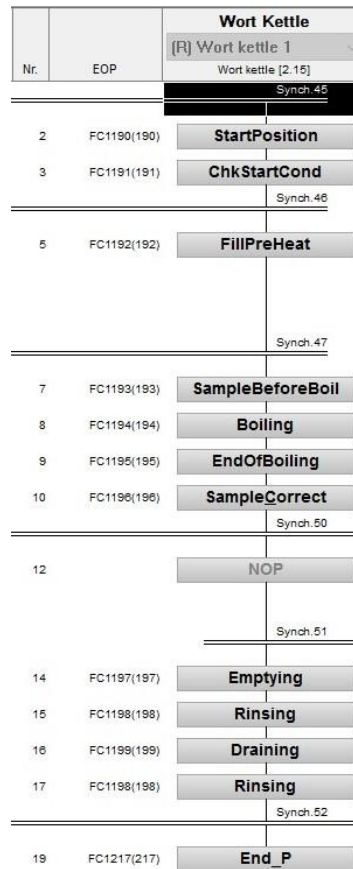 Wort Kettle
(R) Wort kettle 1
Nr. EOP Wort kettle [2.15]
Synch.45
2 FC1190(190) StartPosition
3 FC1191(191) ChkStartCond
Synch.46
5 FC1192(192) FillPreHeat
Synch.47
7 FC1193(193) SampleBeforeBoil
8 FC1194(194) Boiling
9 FC1195(195) EndOfBoiling
10 FC1196(196) SampleCorrect
Synch.50
12 NOP
Synch.51
14 FC1197(197) Emptying
15 FC1198(198) Rinsing
16 FC1199(199) Draining
17 FC1198(198) Rinsing
Synch.52
19 FC1217(217) End_P